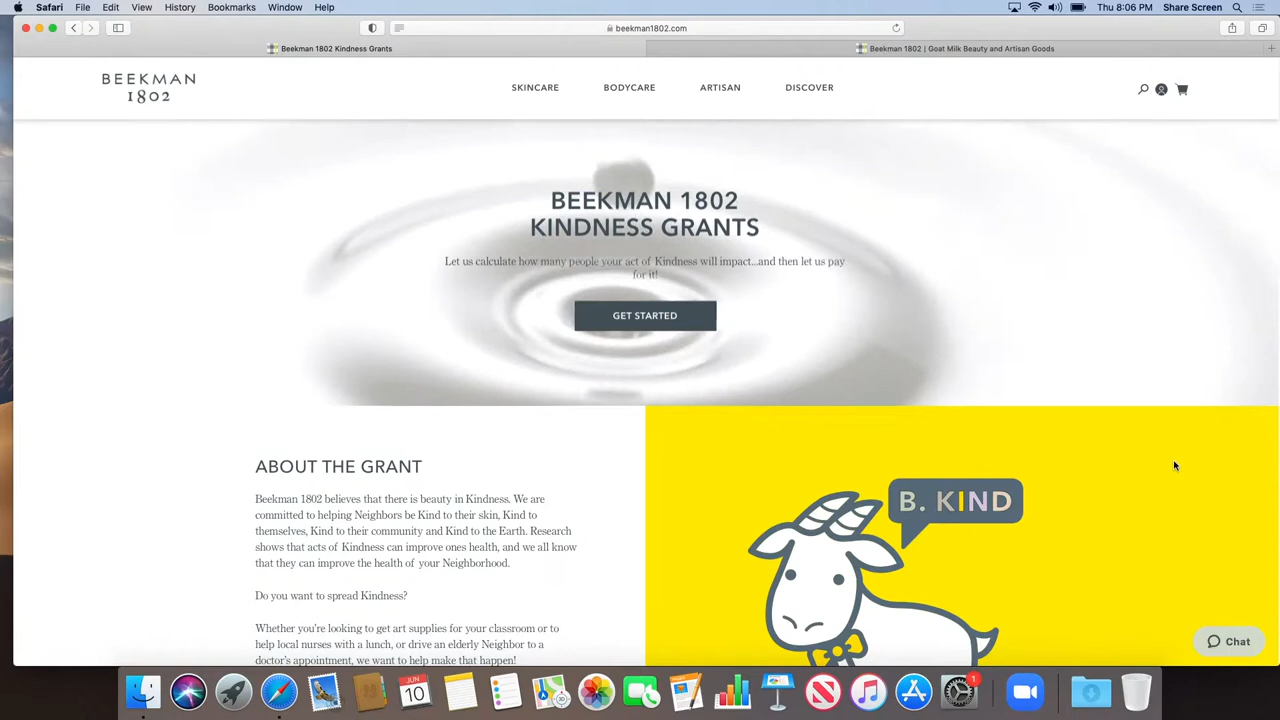 Safari File Edit View History Bookmarks Window Help Thu 8:06 PM Share Screen
beekman1802.com
Beekman 1802 Kindness Grants Beekman 1802 | Goat Milk Beauty and Artisan Goods
BEEKMAN
1802
SKINCARE BODYCARE ARTISAN DISCOVER
BEEKMAN 1802
KINDNESS GRANTS
Let us calculate how many people your act of Kindness will impact...and then let us pay
for it!
GET STARTED
ABOUT THE GRANT
Beekman 1802 believes that there is beauty in Kindness. We are
committed to helping Neighbors be Kind to their skin, Kind to
themselves, Kind to their community and Kind to the Earth. Research
shows that acts of Kindness can improve ones health, and we all know
that they can improve the health of your Neighborhood.
Do you want to spread Kindness?
Whether you're looking to get art supplies for your classroom or to
help local nurses with a lunch, or drive an elderly Neighbor to a
doctor's appointment, we want to help make that happen!
B. KIND
Chat
JUN
10
1